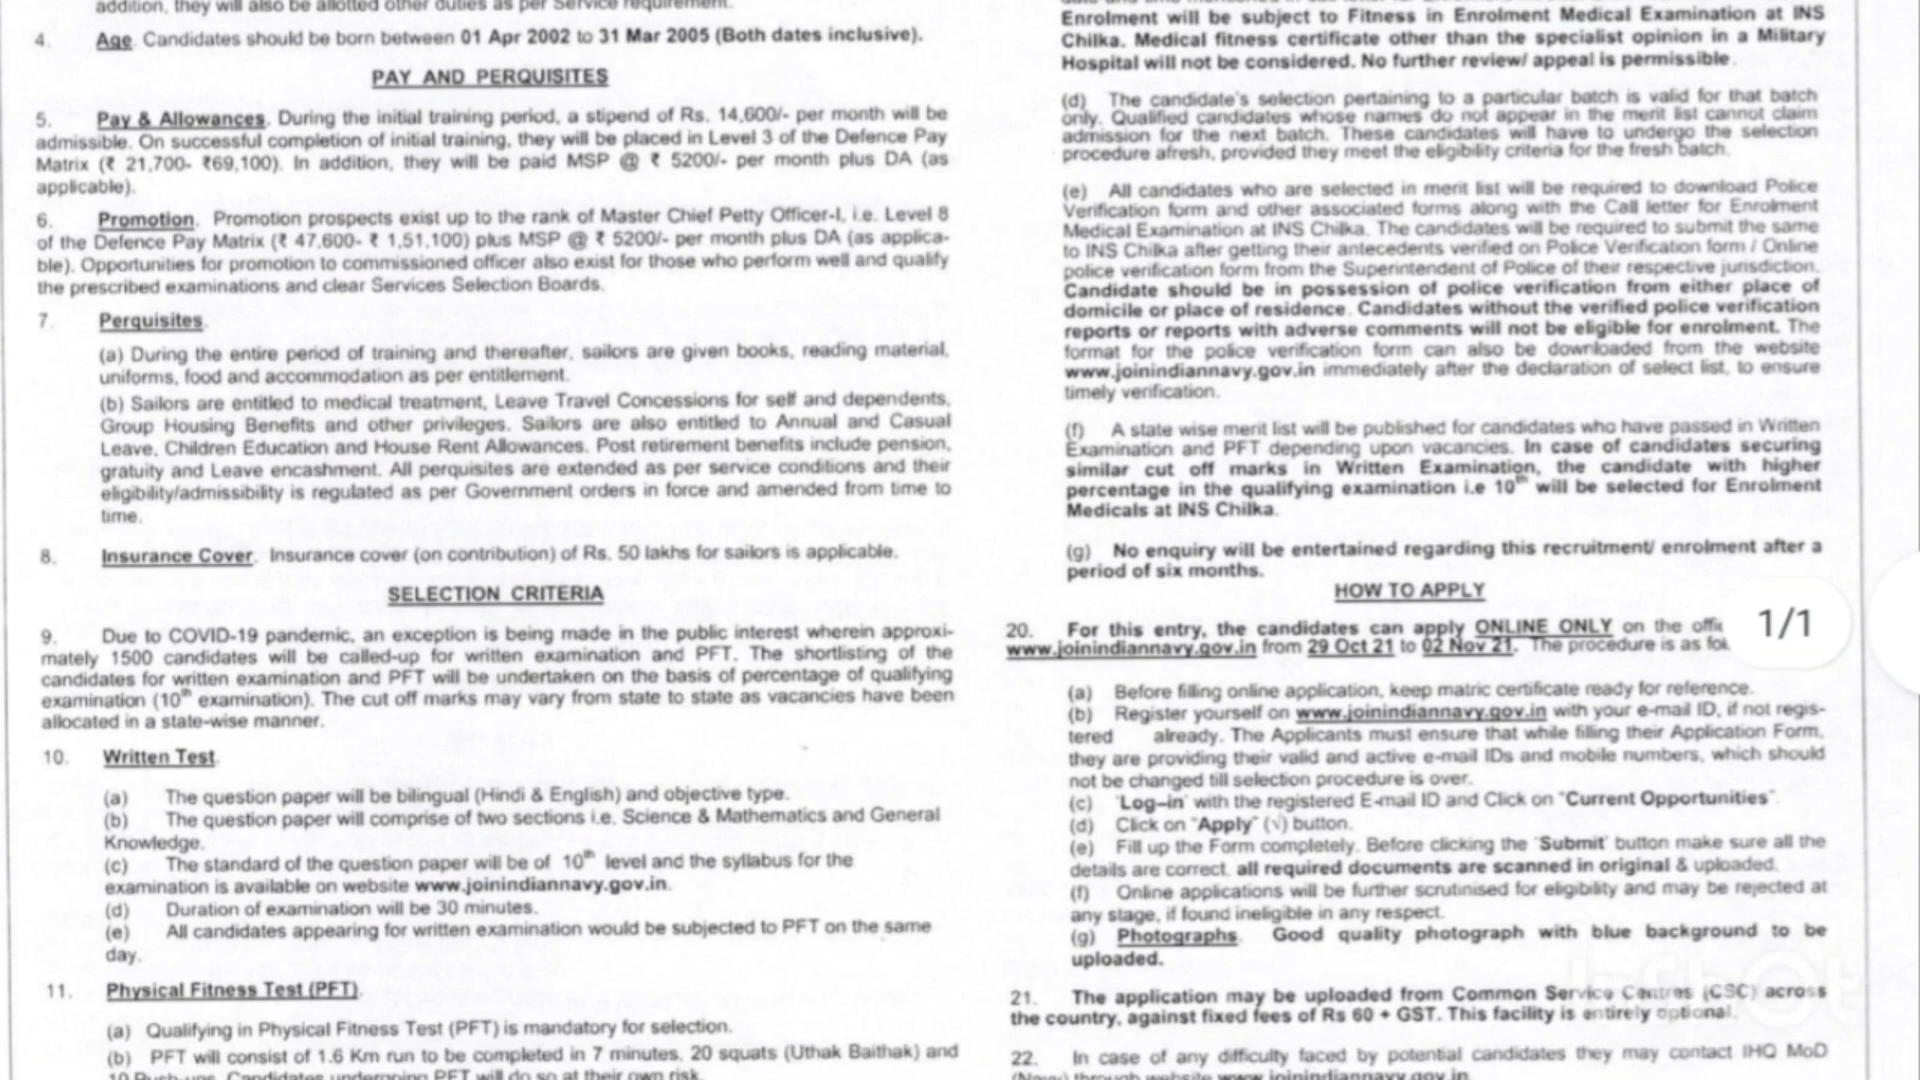 addition, they will also be allotted other duties as per Service requirement.
4. Age. Candidates should be born between 01 Apr 2002 to 31 Mar 2005 (Both dates inclusive).
PAY AND PERQUISITES
5. Pay & Allowances. During the initial training period, a stipend of Rs. 14,600/- per month will be
admissible. On successful completion of initial training, they will be placed in Level 3 of the Defence Pay
Matrix (₹ 21,700- ₹69,100). In addition, they will be paid MSP @ ₹ 5200/- per month plus DA (as
applicable).
6. Promotion. Promotion prospects exist up to the rank of Master Chief Petty Officer-I, i.e. Level 8
of the Defence Pay Matrix (₹ 47,600- ₹ 1,51,100) plus MSP @ ₹ 5200/- per month plus DA (as applica-
ble). Opportunities for promotion to commissioned officer also exist for those who perform well and qualify
the prescribed examinations and clear Services Selection Boards.
7. Perquisites.
(a) During the entire period of training and thereafter, sailors are given books, reading material,
uniforms, food and accommodation as per entitlement.
(b) Sailors are entitled to medical treatment, Leave Travel Concessions for self and dependents,
Group Housing Benefits and other privileges. Sailors are also entitled to Annual and Casual
Leave, Children Education and House Rent Allowances. Post retirement benefits include pension,
gratuity and Leave encashment. All perquisites are extended as per service conditions and their
eligibility/admissibility is regulated as per Government orders in force and amended from time to
time.
8. Insurance Cover. Insurance cover (on contribution) of Rs. 50 lakhs for sailors is applicable.
SELECTION CRITERIA
9. Due to COVID-19 pandemic, an exception is being made in the public interest wherein approxi-
mately 1500 candidates will be called-up for written examination and PFT. The shortlisting of the
candidates for written examination and PFT will be undertaken on the basis of percentage of qualifying
examination (10th examination). The cut off marks may vary from state to state as vacancies have been
allocated in a state-wise manner.
10. Written Test.
(a) The question paper will be bilingual (Hindi & English) and objective type.
(b) The question paper will comprise of two sections i.e. Science & Mathematics and General
Knowledge.
(c) The standard of the question paper will be of 10th level and the syllabus for the
examination is available on website www.joinindiannavy.gov.in.
(d) Duration of examination will be 30 minutes.
(e) All candidates appearing for written examination would be subjected to PFT on the same
day.
11. Physical Fitness Test (PFT).
(a) Qualifying in Physical Fitness Test (PFT) is mandatory for selection.
(b) PFT will consist of 1.6 Km run to be completed in 7 minutes, 20 squats (Uthak Baithak) and
10 Push-ups. Candidates undergoing PFT will do so at their own risk.
Enrolment will be subject to Fitness in Enrolment Medical Examination at INS
Chilka. Medical fitness certificate other than the specialist opinion in a Military
Hospital will not be considered. No further review/ appeal is permissible.
(d) The candidate's selection pertaining to a particular batch is valid for that batch
only. Qualified candidates whose names do not appear in the merit list cannot claim
admission for the next batch. These candidates will have to undergo the selection
procedure afresh, provided they meet the eligibility criteria for the fresh batch.
(e) All candidates who are selected in merit list will be required to download Police
Verification form and other associated forms along with the Call letter for Enrolment
Medical Examination at INS Chilka. The candidates will be required to submit the same
to INS Chilka after getting their antecedents verified on Police Verification form / Online
police verification form from the Superintendent of Police of their respective jurisdiction.
Candidate should be in possession of police verification from either place of
domicile or place of residence. Candidates without the verified police verification
reports or reports with adverse comments will not be eligible for enrolment. The
format for the police verification form can also be downloaded from the website
www.joinindiannavy.gov.in immediately after the declaration of select list, to ensure
timely verification.
(f) A state wise merit list will be published for candidates who have passed in Written
Examination and PFT depending upon vacancies. In case of candidates securing
similar cut off marks in Written Examination, the candidate with higher
percentage in the qualifying examination i.e 10th will be selected for Enrolment
Medicals at INS Chilka.
(g) No enquiry will be entertained regarding this recruitment/ enrolment after a
period of six months.
HOW TO APPLY
20. For this entry, the candidates can apply ONLINE ONLY on the
www.joinindiannavy.gov.in from 29 Oct 21 to 02 Nov 21. The procedure is as
1/1
(a) Before filling online application, keep matric certificate ready for reference.
(b) Register yourself on www.joinindiannavy.gov.in with your e-mail ID, if not regis-
tered already. The Applicants must ensure that while filling their Application Form,
they are providing their valid and active e-mail IDs and mobile numbers, which should
not be changed till selection procedure is over.
(c) 'Log–in' with the registered E-mail ID and Click on "Current Opportunities".
(d) Click on "Apply" (√) button.
(e) Fill up the Form completely. Before clicking the 'Submit' button make sure all the
details are correct, all required documents are scanned in original & uploaded.
(f) Online applications will be further scrutinised for eligibility and may be rejected at
any stage, if found ineligible in any respect.
(g) Photographs. Good quality photograph with blue background to be
uploaded.
21. The application may be uploaded from Common Service Centres (CSC) across
the country, against fixed fees of Rs 60 + GST. This facility is entirely optional.
22. In case of any difficulty faced by potential candidates they may contact IHQ MoD
(Navy) through website www.joinindiannavy.gov.in.